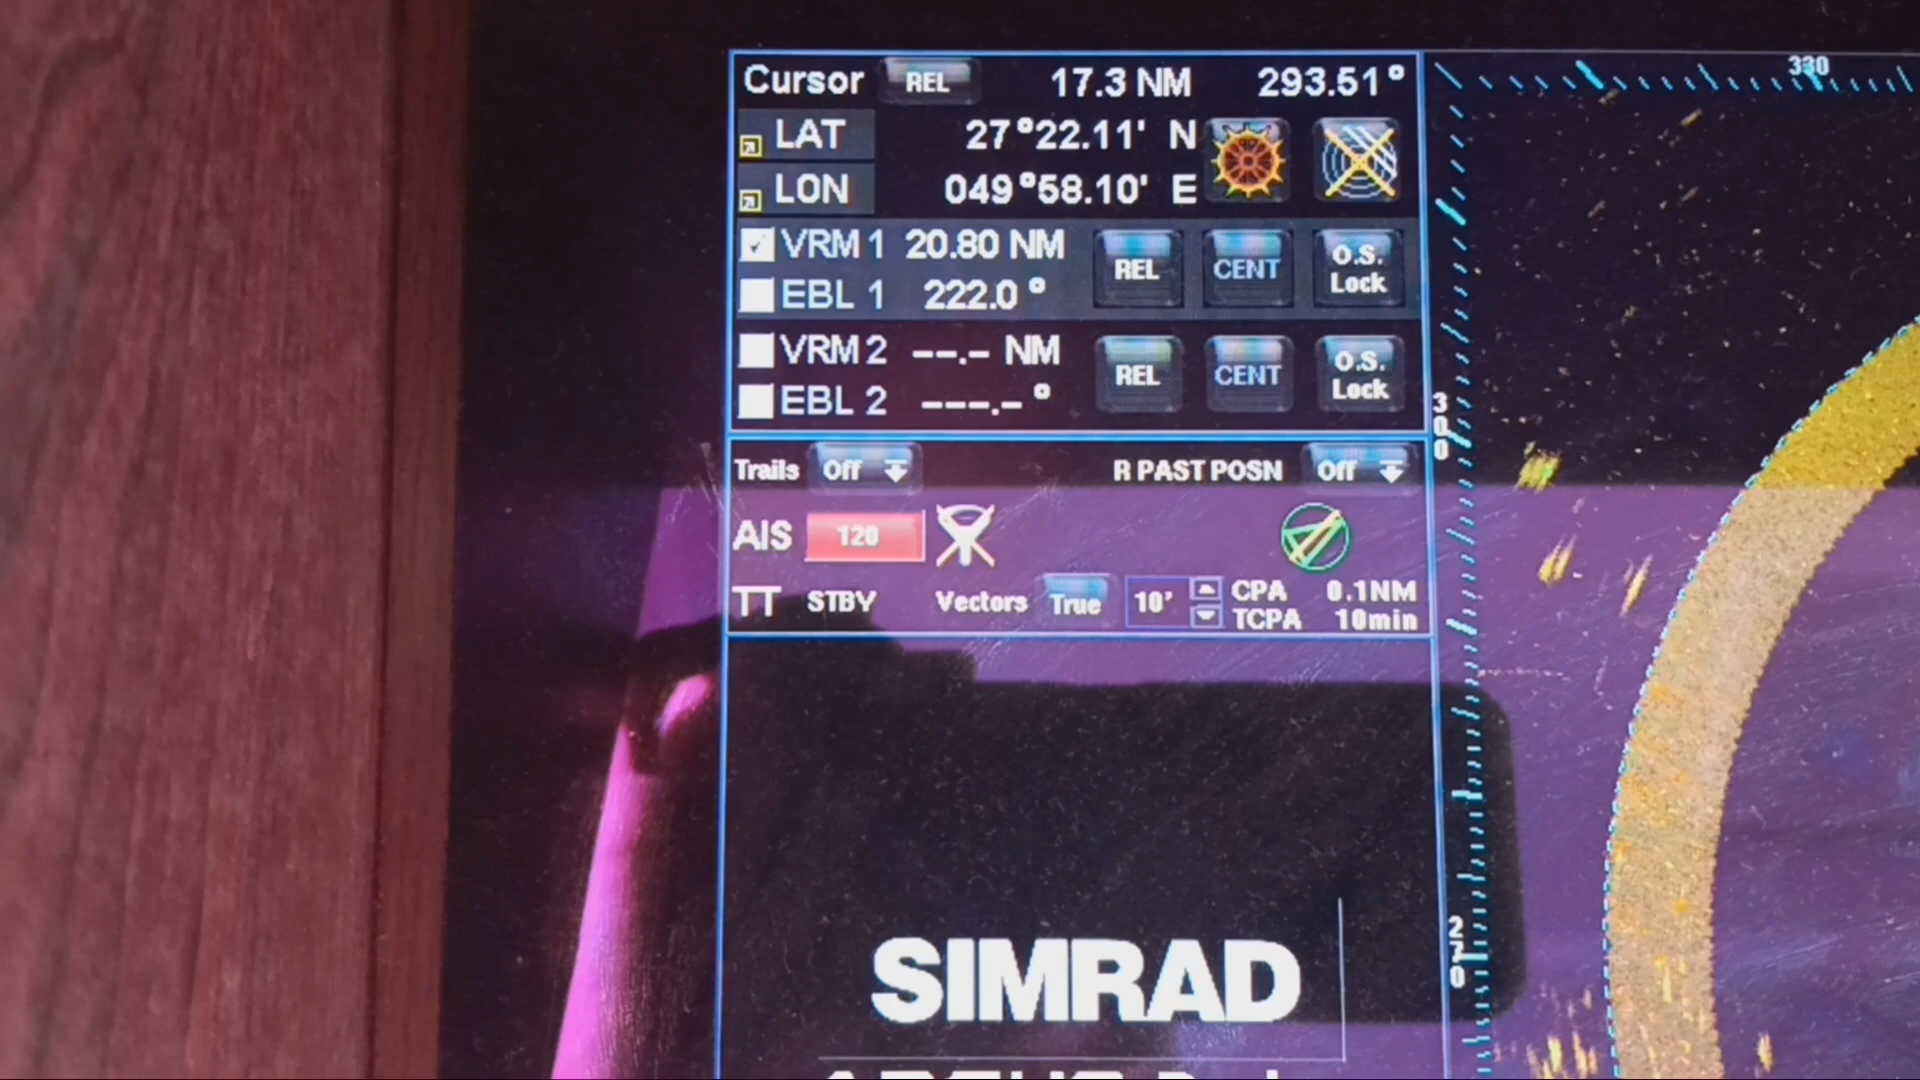 Cursor REL 17.3 NM 293.51°
LAT 27°22.11' N
LON 049°58.10' E
VRM 1 20.80 NM REL CENT O.S. Lock
EBL 1 222.0 °
VRM 2 --.- NM REL CENT O.S. Lock
EBL 2 ---.- °
Trails Off R PAST POSN Off
AIS 120
TT STBY Vectors True 10' CPA 0.1NM
TCPA 10min
SIMRAD
330
300
270